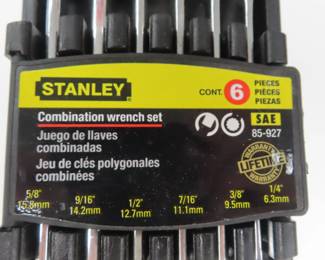 STANLEY
CONT. 6 PIECES
PIÈCES
PIEZAS
Combination wrench set
Juego de llaves
combinadas
Jeu de clés polygonales
combinées
SAE
85-927
WARRANTY
LIFETIME
WARRANTY
5/8" 9/16" 1/2" 7/16" 3/8" 1/4"
15.8mm 14.2mm 12.7mm 11.1mm 9.5mm 6.3mm